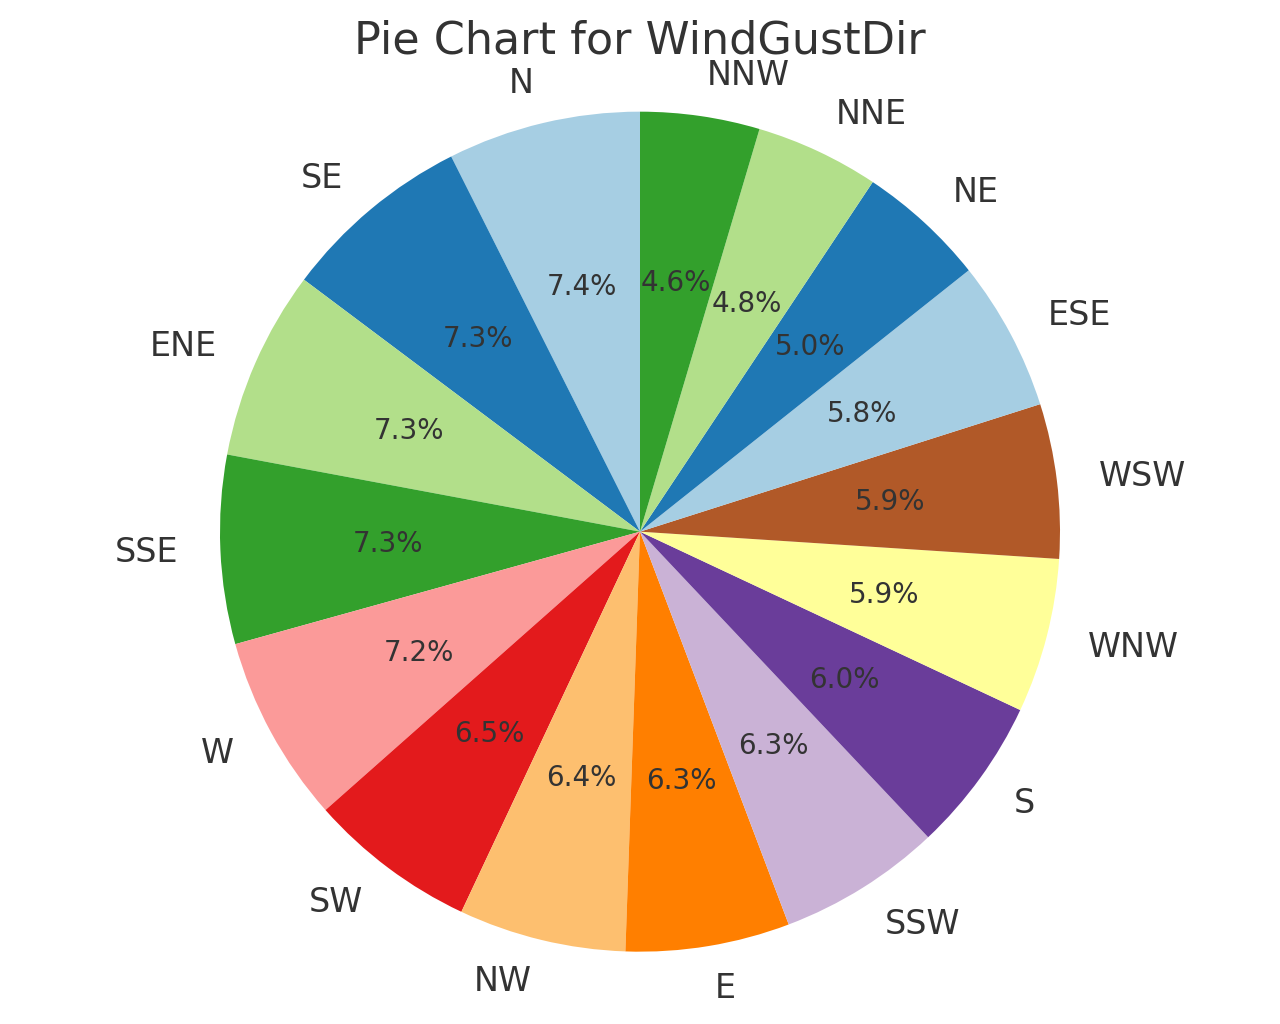 Pie Chart for WindGustDir
N
NNW
NNE
SE
NE
ENE
ESE
SSE
WSW
W
WNW
SW
S
NW
SSW
E
7.4%
4.6%
4.8%
7.3%
5.0%
7.3%
5.8%
7.3%
5.9%
7.2%
5.9%
6.5%
6.0%
6.4%
6.3%
6.3%